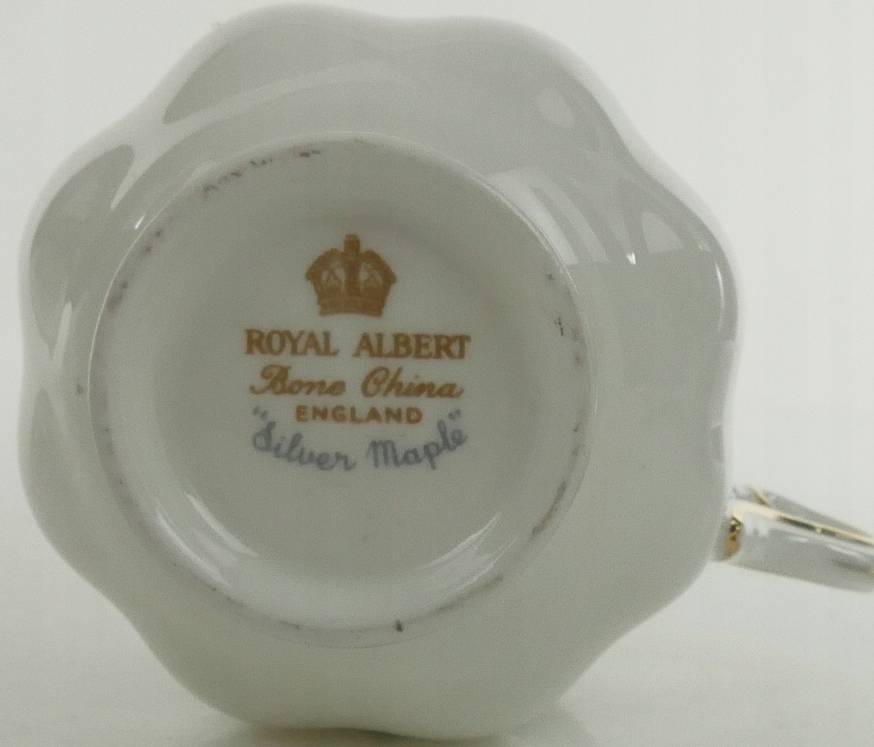 ROYAL ALBERT
Bone China
ENGLAND
"Silver Maple"